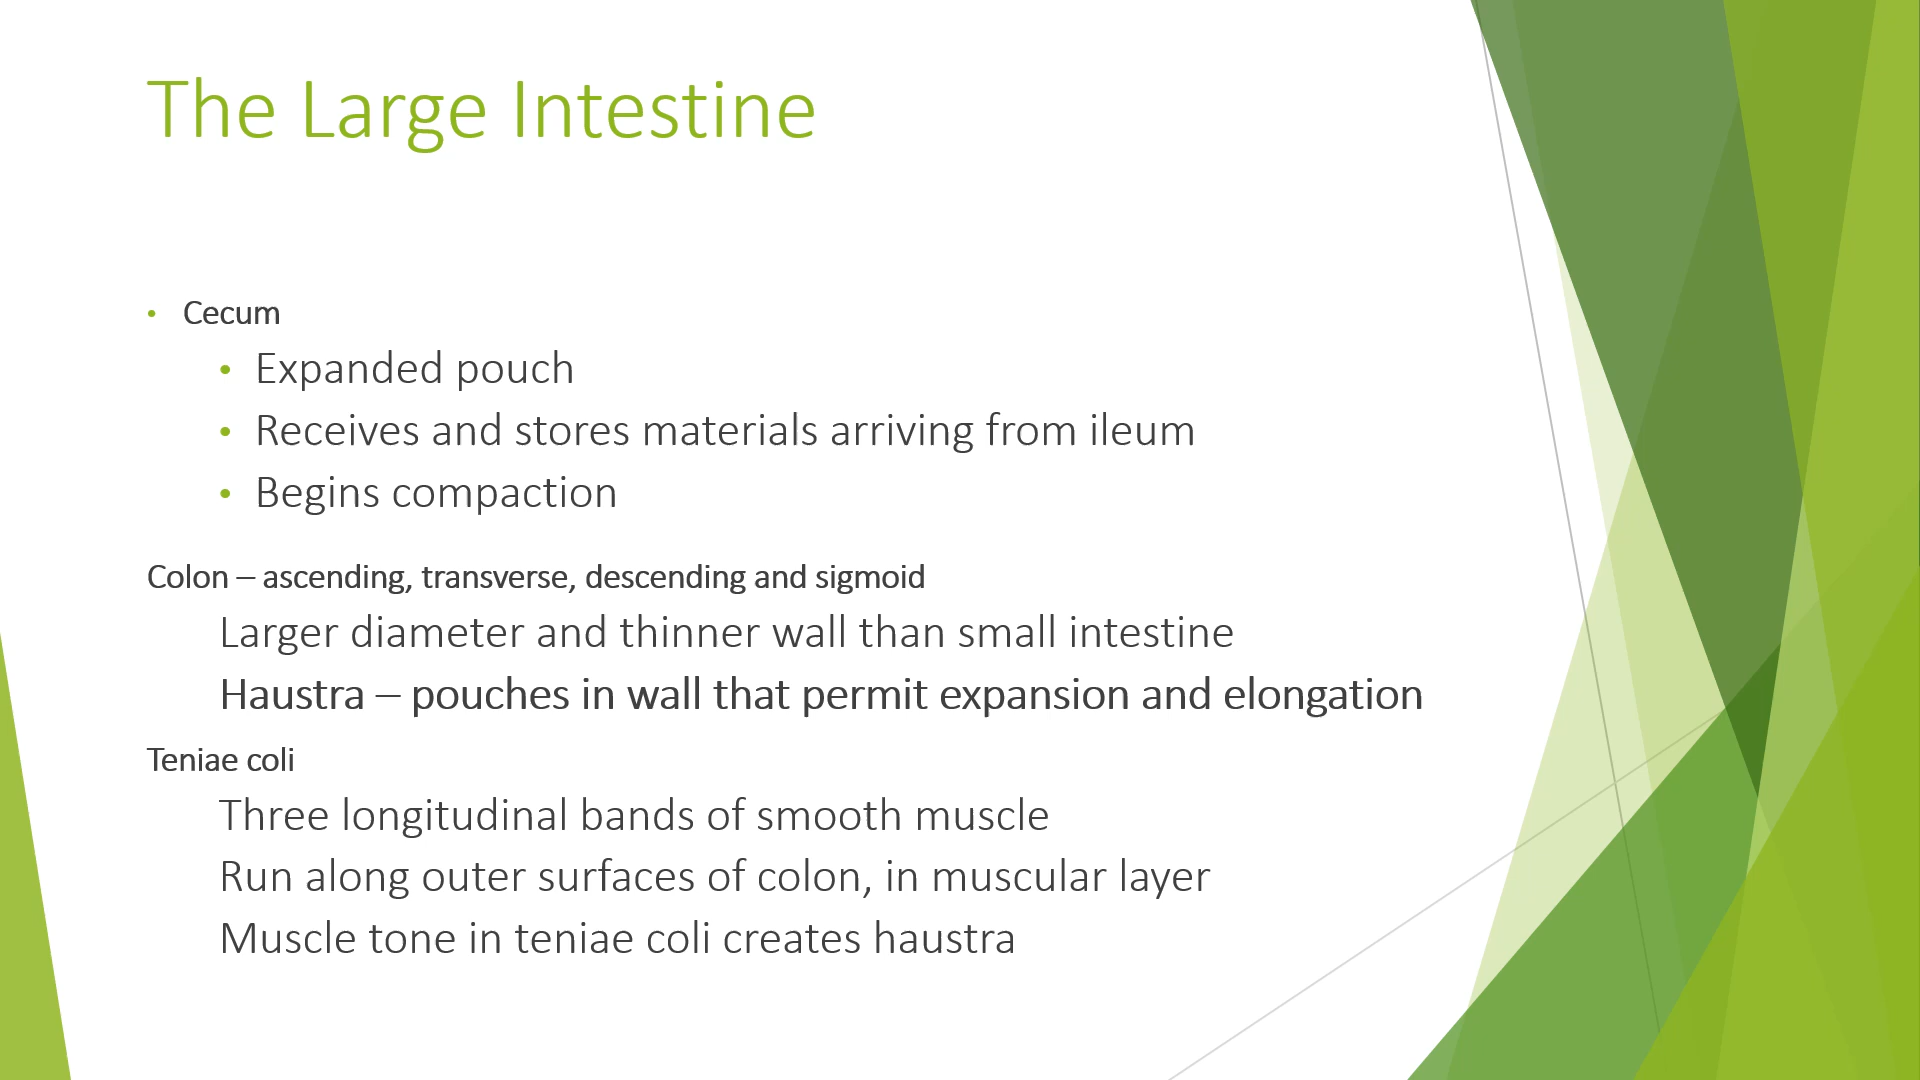 The Large Intestine
• Cecum
• Expanded pouch
• Receives and stores materials arriving from ileum
• Begins compaction
Colon – ascending, transverse, descending and sigmoid
Larger diameter and thinner wall than small intestine
Haustra – pouches in wall that permit expansion and elongation
Teniae coli
Three longitudinal bands of smooth muscle
Run along outer surfaces of colon, in muscular layer
Muscle tone in teniae coli creates haustra